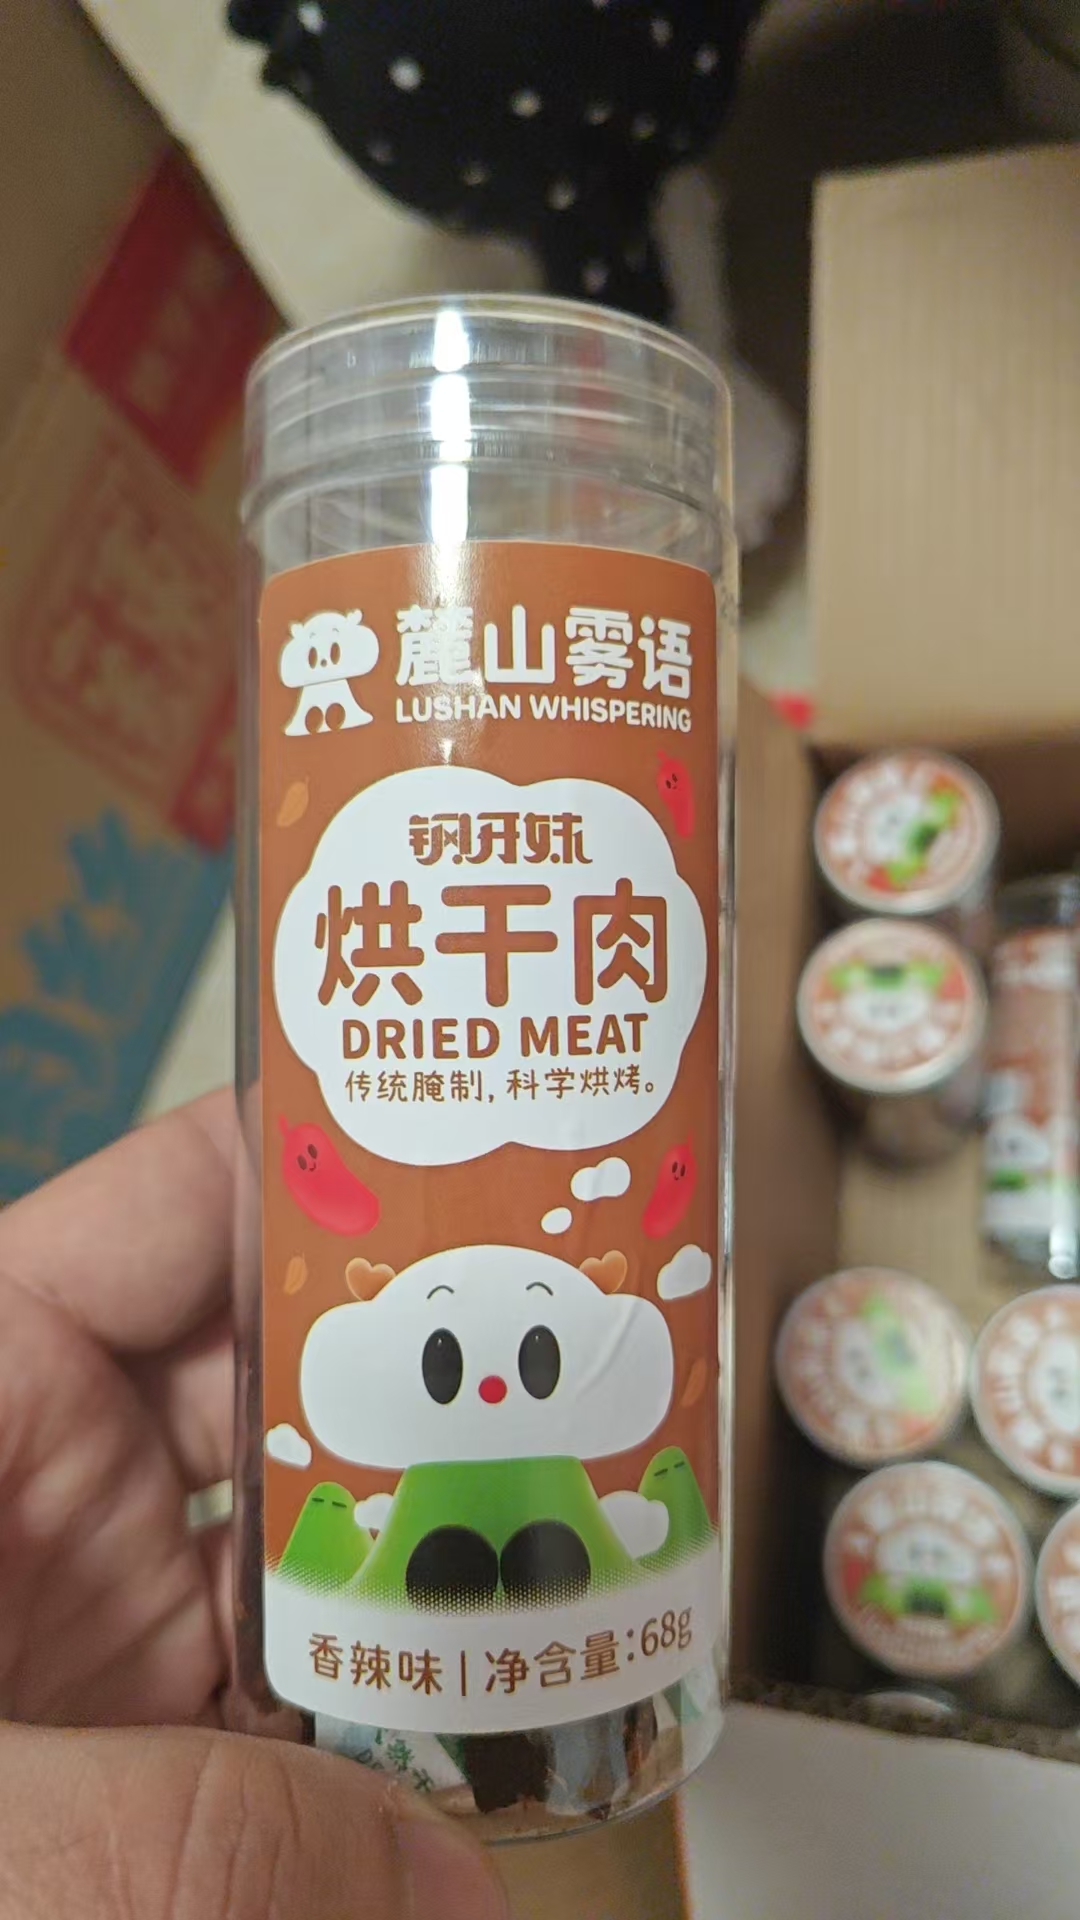 麓山雾语
LUSHAN WHISPERING
钢牙妹
烘干肉
DRIED MEAT
传统腌制，科学烘烤。
香辣味 | 净含量:68g